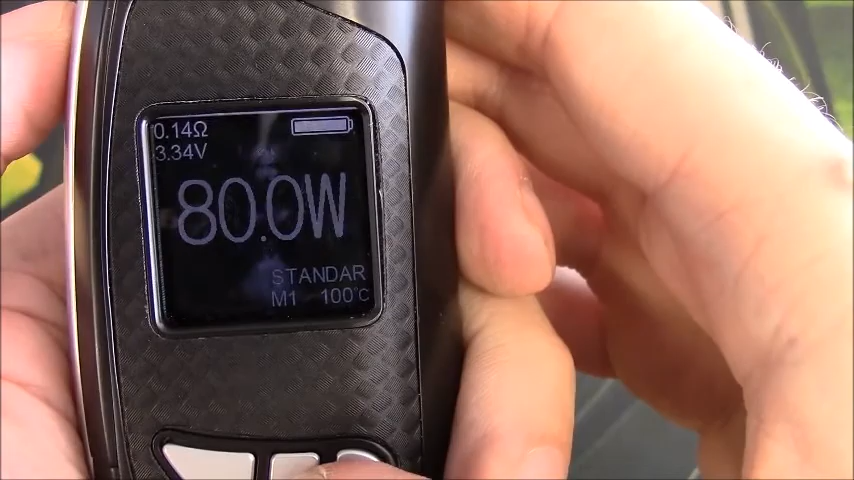 0.14Ω
3.34V
80.0W
STANDAR
M1 100°C